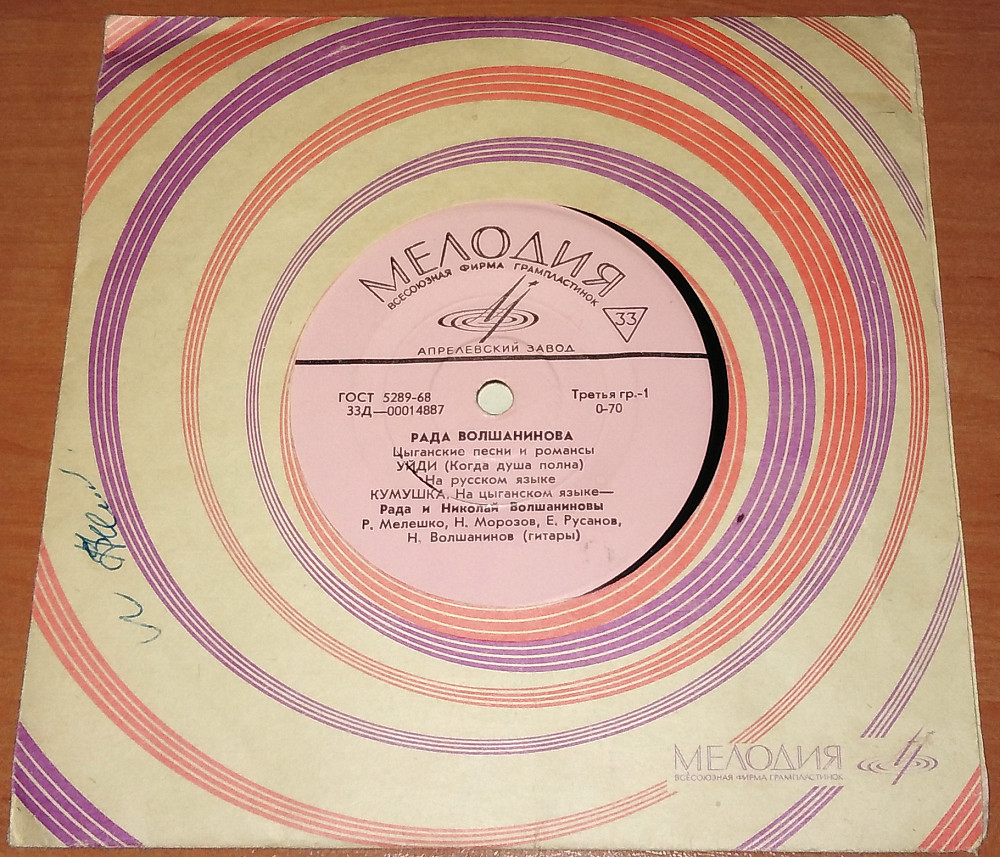 МЕЛОДИЯ
ВСЕСОЮЗНАЯ ФИРМА ГРАМПЛАСТИНОК
33
АПРЕЛЕВСКИЙ ЗАВОД
ГОСТ 5289-68
Третья гр.-1
33Д—00014887
0-70
РАДА ВОЛШАНИНОВА
Цыганские песни и романсы
УЙДИ (Когда душа полна)
На русском языке
КУМУШКА. На цыганском языке—
Рада и Николай Волшаниновы
Р. Мелешко, Н. Морозов, Е. Русанов,
Н. Волшанинов (гитары)
МЕЛОДИЯ
ВСЕСОЮЗНАЯ ФИРМА ГРАМПЛАСТИНОК